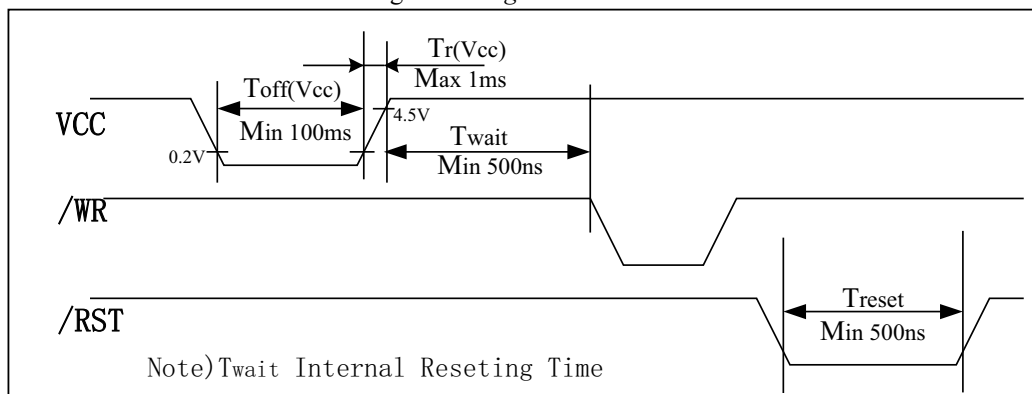 Tr(Vcc)
Max 1ms
Toff(Vcc)
Min 100ms
4.5V
VCC
0.2V
Twait
Min 500ns
/WR
/RST
Treset
Min 500ns
Note)Twait Internal Reseting Time